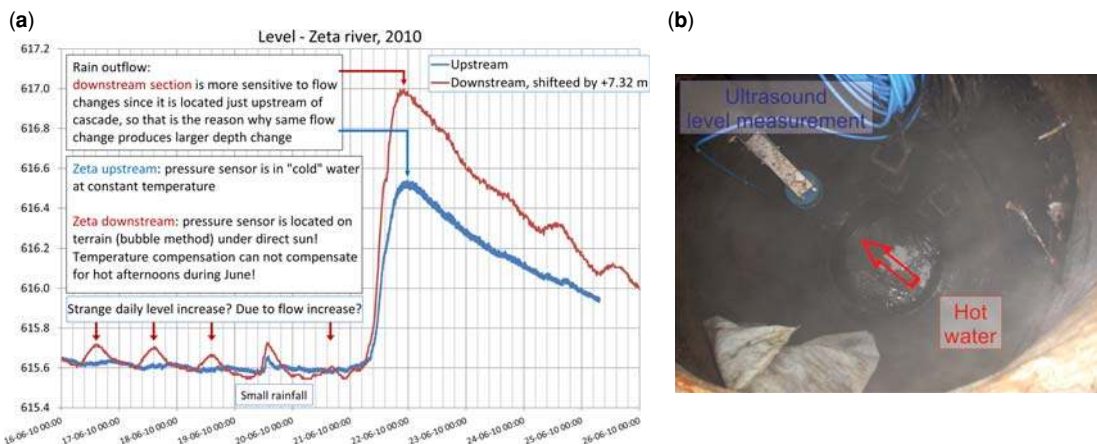 (a)
(b)
Level - Zeta river, 2010
617.2
617.0
616.8
616.6
616.4
616.2
616.0
615.8
615.6
615.4
Rain outflow:
downstream section is more sensitive to flow
changes since it is located just upstream of
cascade, so that is the reason why same flow
change produces larger depth change
Upstream
Downstream, shifteed by +7.32 m
Zeta upstream: pressure sensor is in "cold" water
at constant temperature
Zeta downstream: pressure sensor is located on
terrain (bubble method) under direct sun!
Temperature compensation can not compensate
for hot afternoons during June!
Strange daily level increase? Due to flow increase?
Small rainfall
16-06-10 00:00
17-06-10 00:00
18-06-10 00:00
19-06-10 00:00
20-06-10 00:00
21-06-10 00:00
22-06-10 00:00
23-06-10 00:00
24-06-10 00:00
25-06-10 00:00
26-06-10 00:00
Ultrasound
level measurement
Hot
water